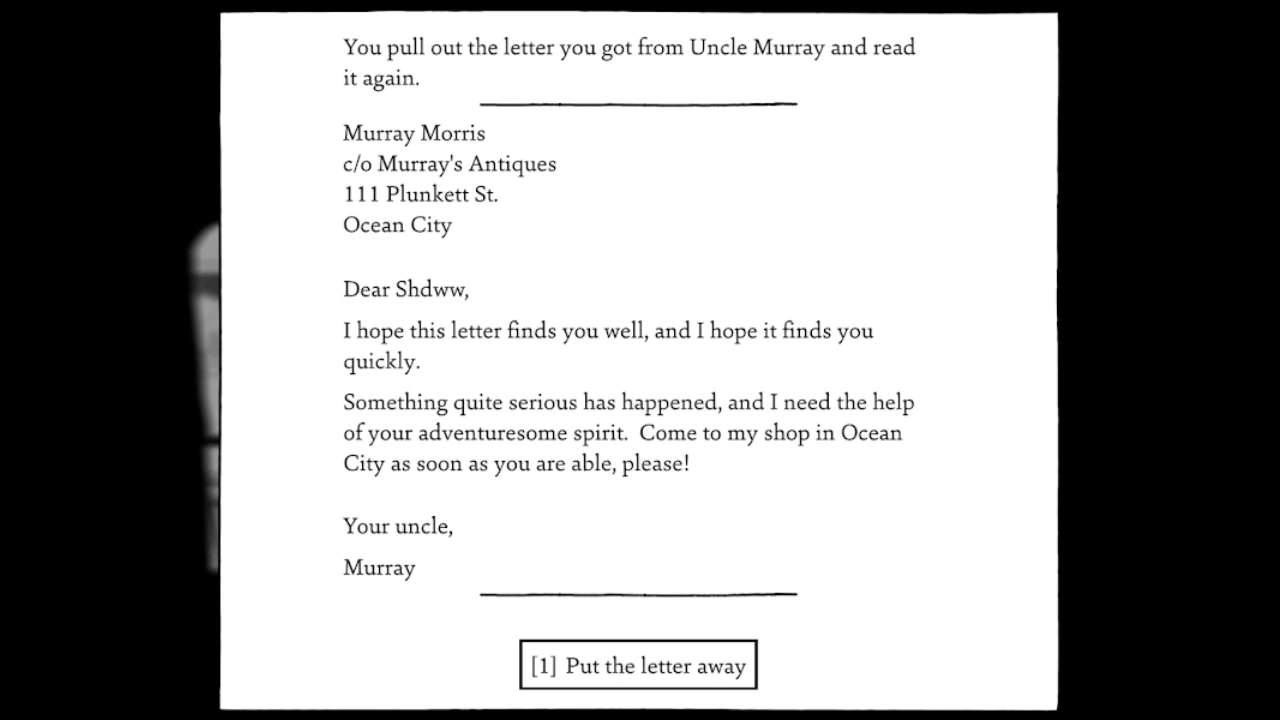 You pull out the letter you got from Uncle Murray and read
it again.
Murray Morris
c/o Murray's Antiques
111 Plunkett St.
Ocean City
Dear Shdww,
I hope this letter finds you well, and I hope it finds you
quickly.
Something quite serious has happened, and I need the help
of your adventuresome spirit.  Come to my shop in Ocean
City as soon as you are able, please!
Your uncle,
Murray
[1] Put the letter away